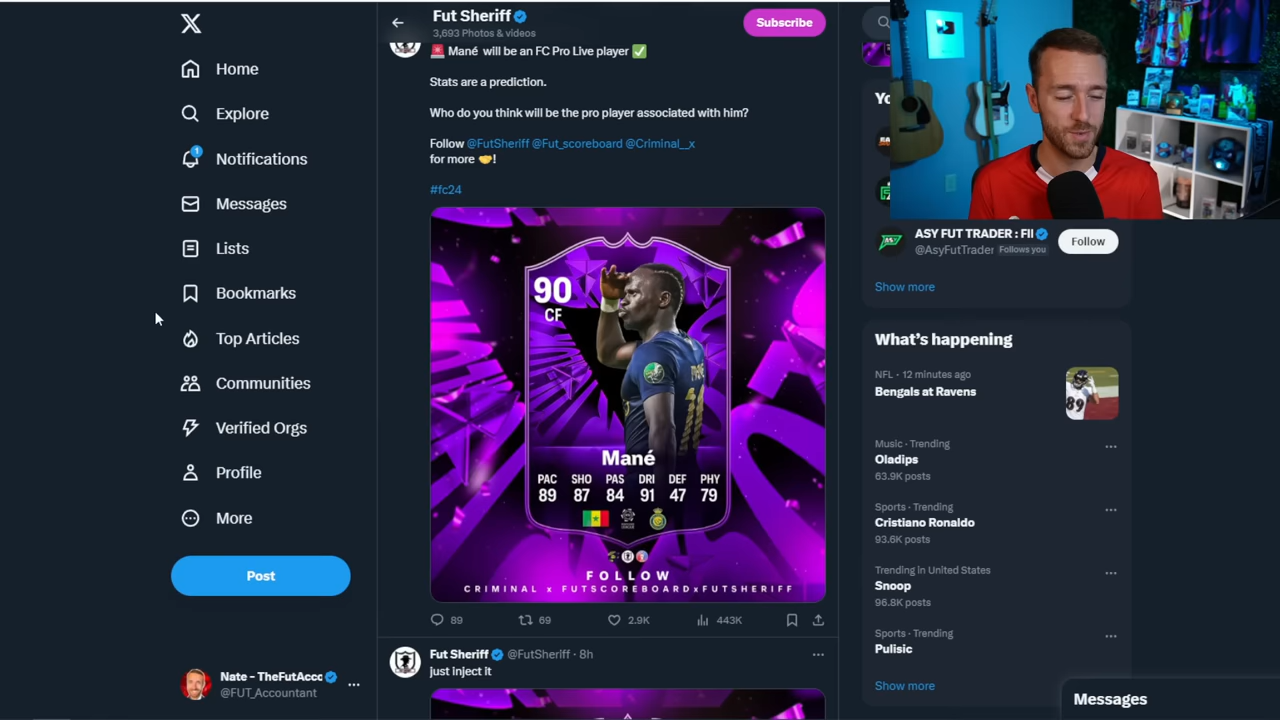 Home
Explore
1
Notifications
Messages
Lists
Bookmarks
Top Articles
Communities
Verified Orgs
Profile
More
Post
Nate - TheFutAcc
@FUT_Accountant
Fut Sheriff
3,693 Photos & videos
Subscribe
Mané will be an FC Pro Live player
Stats are a prediction.
Who do you think will be the pro player associated with him?
Follow @FutSheriff @Fut_scoreboard @Criminal__x
for more !
#fc24
90
CF
Mané
PAC SHO PAS DRI DEF PHY
89 87 84 91 47 79
FOLLOW
CRIMINAL x FUTSCOREBOARDxFUTSHERIFF
89
69
2.9K
443K
Fut Sheriff @FutSheriff · 8h
just inject it
Yo
ASY FUT TRADER : FI
@AsyFutTrader Follows you
Follow
Show more
What's happening
NFL · 12 minutes ago
Bengals at Ravens
Music · Trending
Oladips
63.9K posts
Sports · Trending
Cristiano Ronaldo
93.6K posts
Trending in United States
Snoop
96.8K posts
Sports · Trending
Pulisic
Show more
Messages